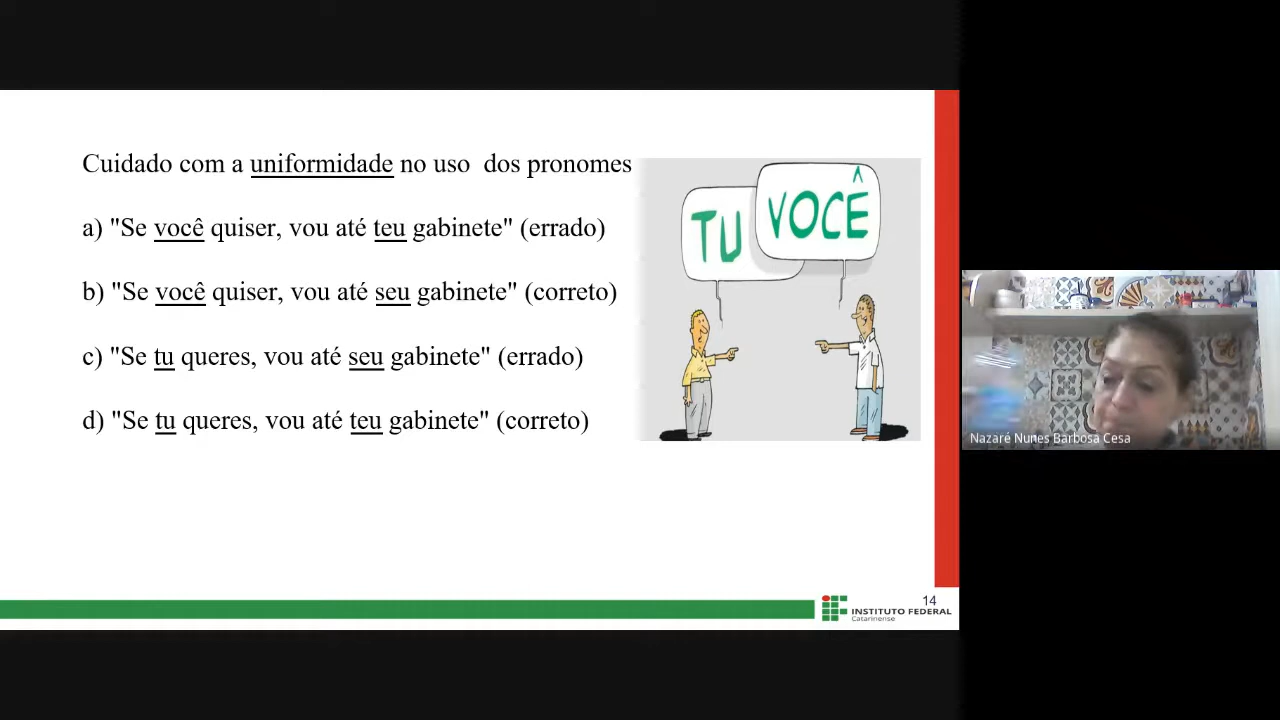 Cuidado com a uniformidade no uso dos pronomes
a) "Se você quiser, vou até teu gabinete" (errado)
b) "Se você quiser, vou até seu gabinete" (correto)
c) "Se tu queres, vou até seu gabinete" (errado)
d) "Se tu queres, vou até teu gabinete" (correto)
TU
VOCÊ
Nazaré Nunes Barbosa Cesa
14
INSTITUTO FEDERAL
Catarinense